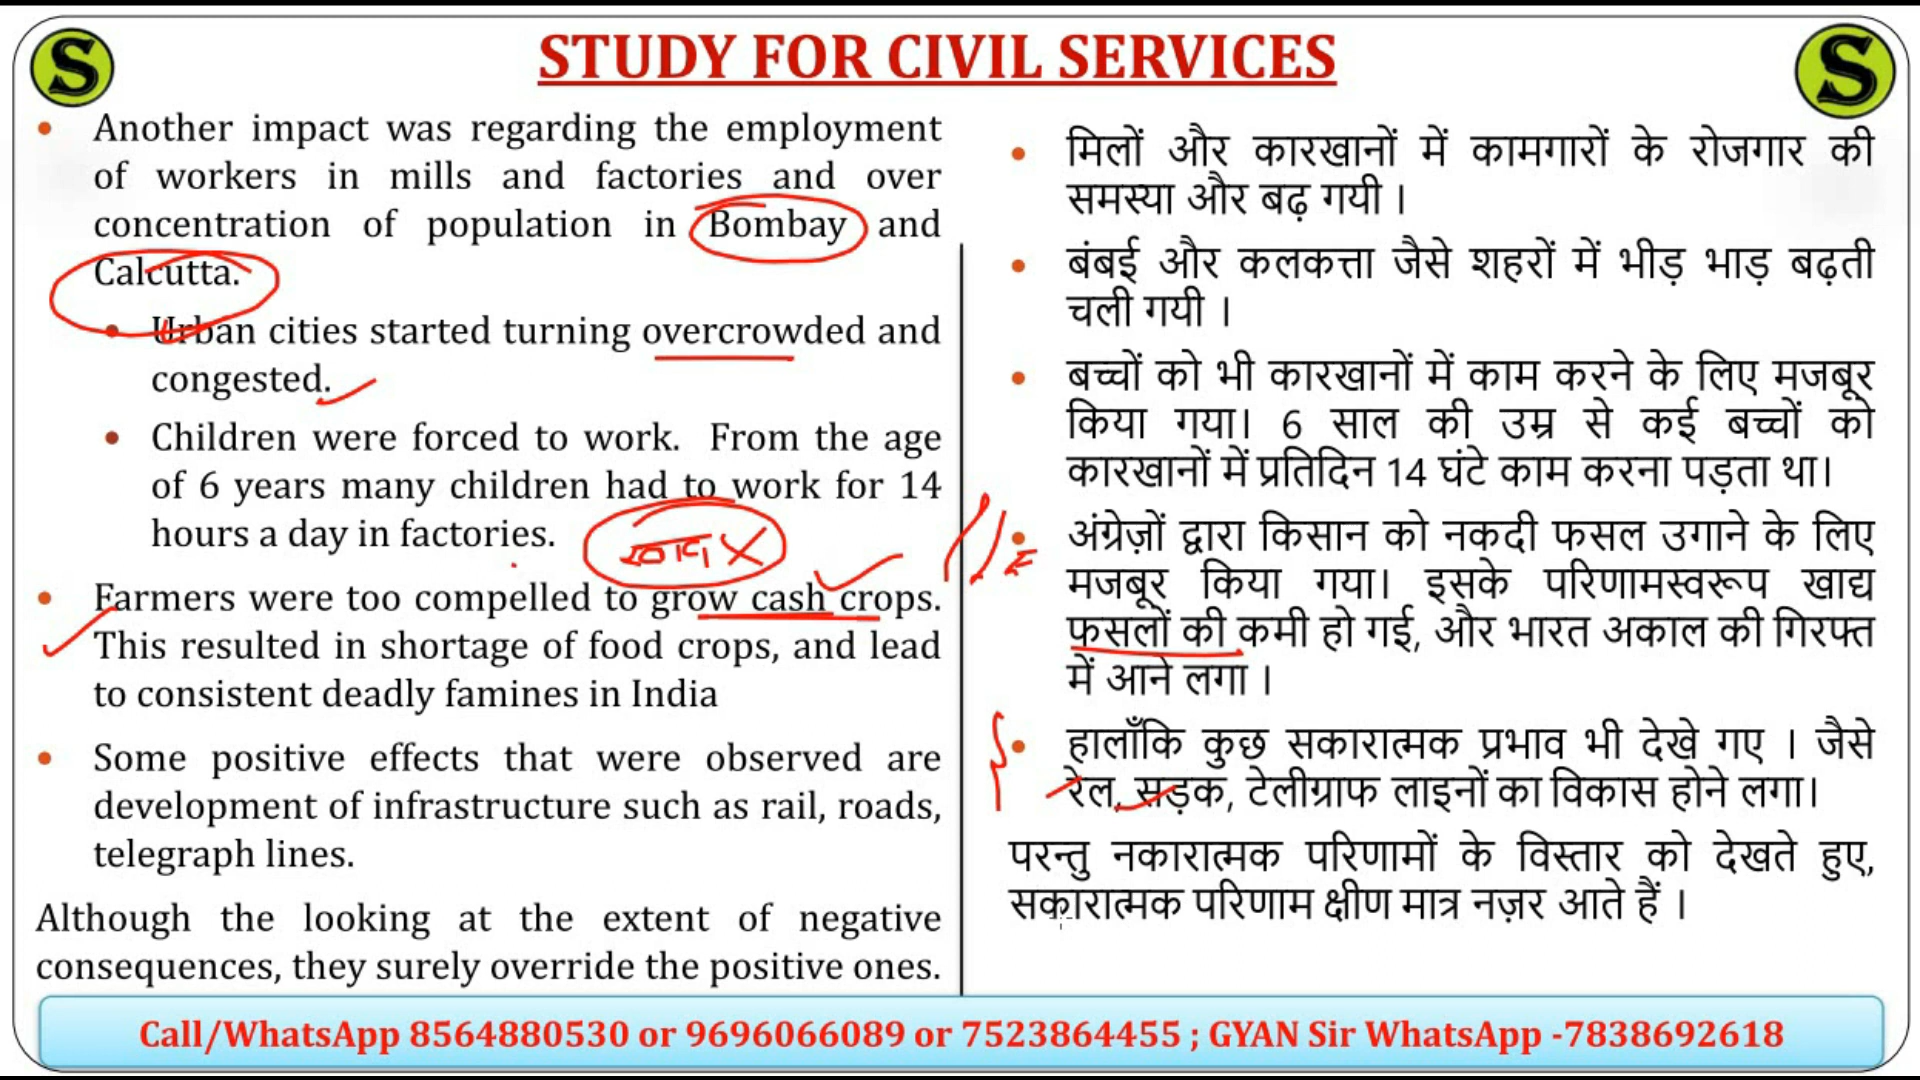 STUDY FOR CIVIL SERVICES
S
S
Another impact was regarding the employment
of workers in mills and factories and over
concentration of population in Bombay and
Calcutta.
Urban cities started turning overcrowded and
congested.
Children were forced to work. From the age
of 6 years many children had to work for 14
hours a day in factories.
Farmers were too compelled to grow cash crops.
This resulted in shortage of food crops, and lead
to consistent deadly famines in India
Some positive effects that were observed are
development of infrastructure such as rail, roads,
telegraph lines.
Although the looking at the extent of negative
consequences, they surely override the positive ones.
मिलों और कारखानों में कामगारों के रोजगार की
समस्या और बढ़ गयी ।
बंबई और कलकत्ता जैसे शहरों में भीड़ भाड़ बढ़ती
चली गयी ।
बच्चों को भी कारखानों में काम करने के लिए मजबूर
किया गया। 6 साल की उम्र से कई बच्चों को
कारखानों में प्रतिदिन 14 घंटे काम करना पड़ता था।
अंग्रेज़ों द्वारा किसान को नकदी फसल उगाने के लिए
मजबूर किया गया। इसके परिणामस्वरूप खाद्य
फसलों की कमी हो गई, और भारत अकाल की गिरफ्त
में आने लगा ।
हालाँकि कुछ सकारात्मक प्रभाव भी देखे गए । जैसे
रेल, सड़क, टेलीग्राफ लाइनों का विकास होने लगा।
परन्तु नकारात्मक परिणामों के विस्तार को देखते हुए,
सकारात्मक परिणाम क्षीण मात्र नज़र आते हैं ।
Call/WhatsApp 8564880530 or 9696066089 or 7523864455 ; GYAN Sir WhatsApp -7838692618